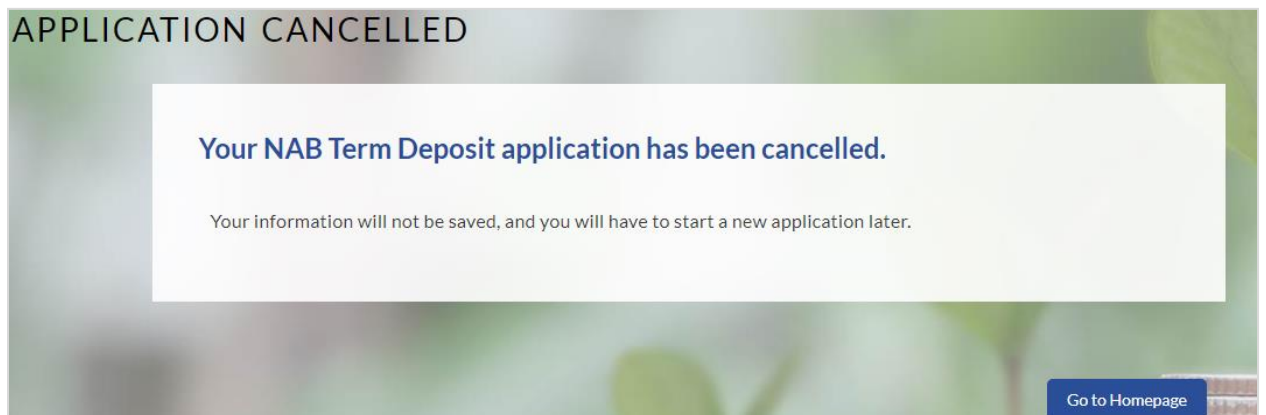 APPLICATION CANCELLED
Your NAB Term Deposit application has been cancelled.
Your information will not be saved, and you will have to start a new application later.
Go to Homepage